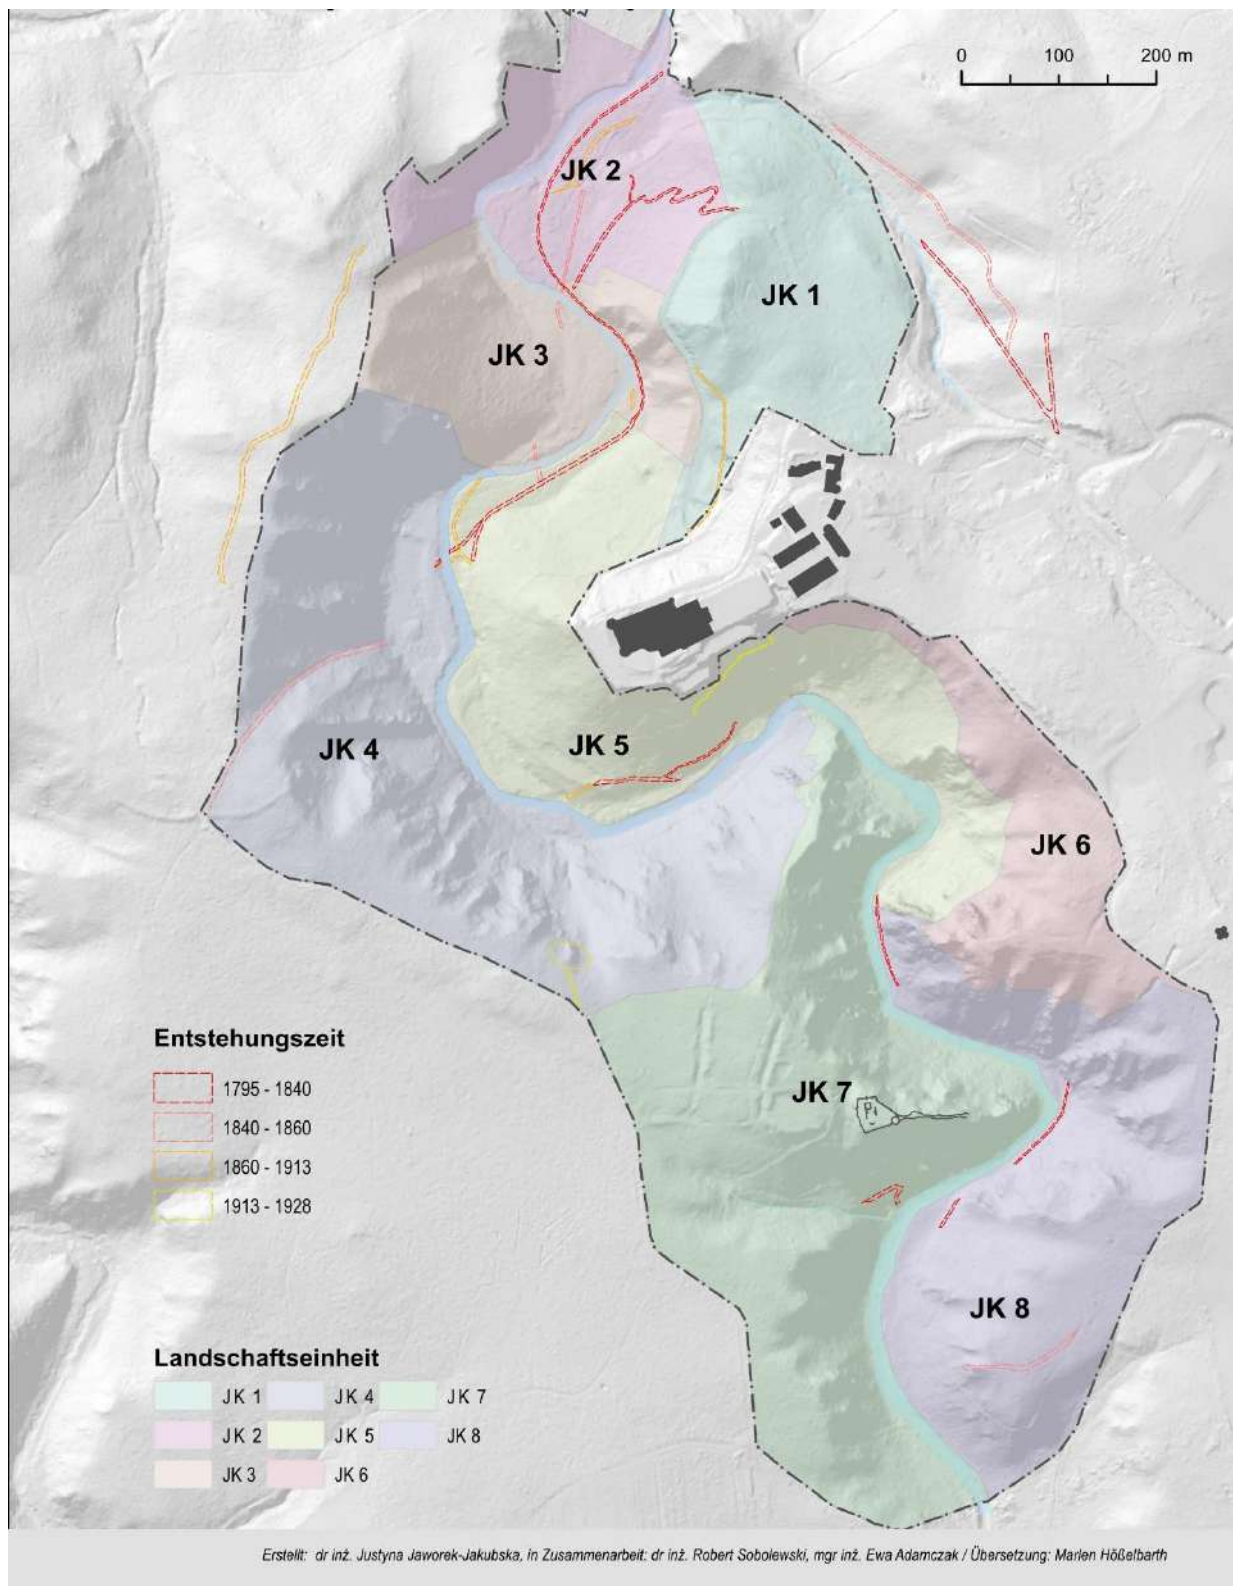 0 100 200 m
JK 2
JK 1
JK 3
JK 4
JK 5
JK 6
JK 7
JK 8
Entstehungszeit
1795 - 1840
1840 - 1860
1860 - 1913
1913 - 1928
Landschaftseinheit
JK 1 JK 4 JK 7
JK 2 JK 5 JK 8
JK 3 JK 6
Erstellt: dr inż. Justyna Jaworek-Jakubska, in Zusammenarbeit: dr inż. Robert Sobolewski, mgr inż. Ewa Adamczak / Übersetzung: Marlen Hößelbarth